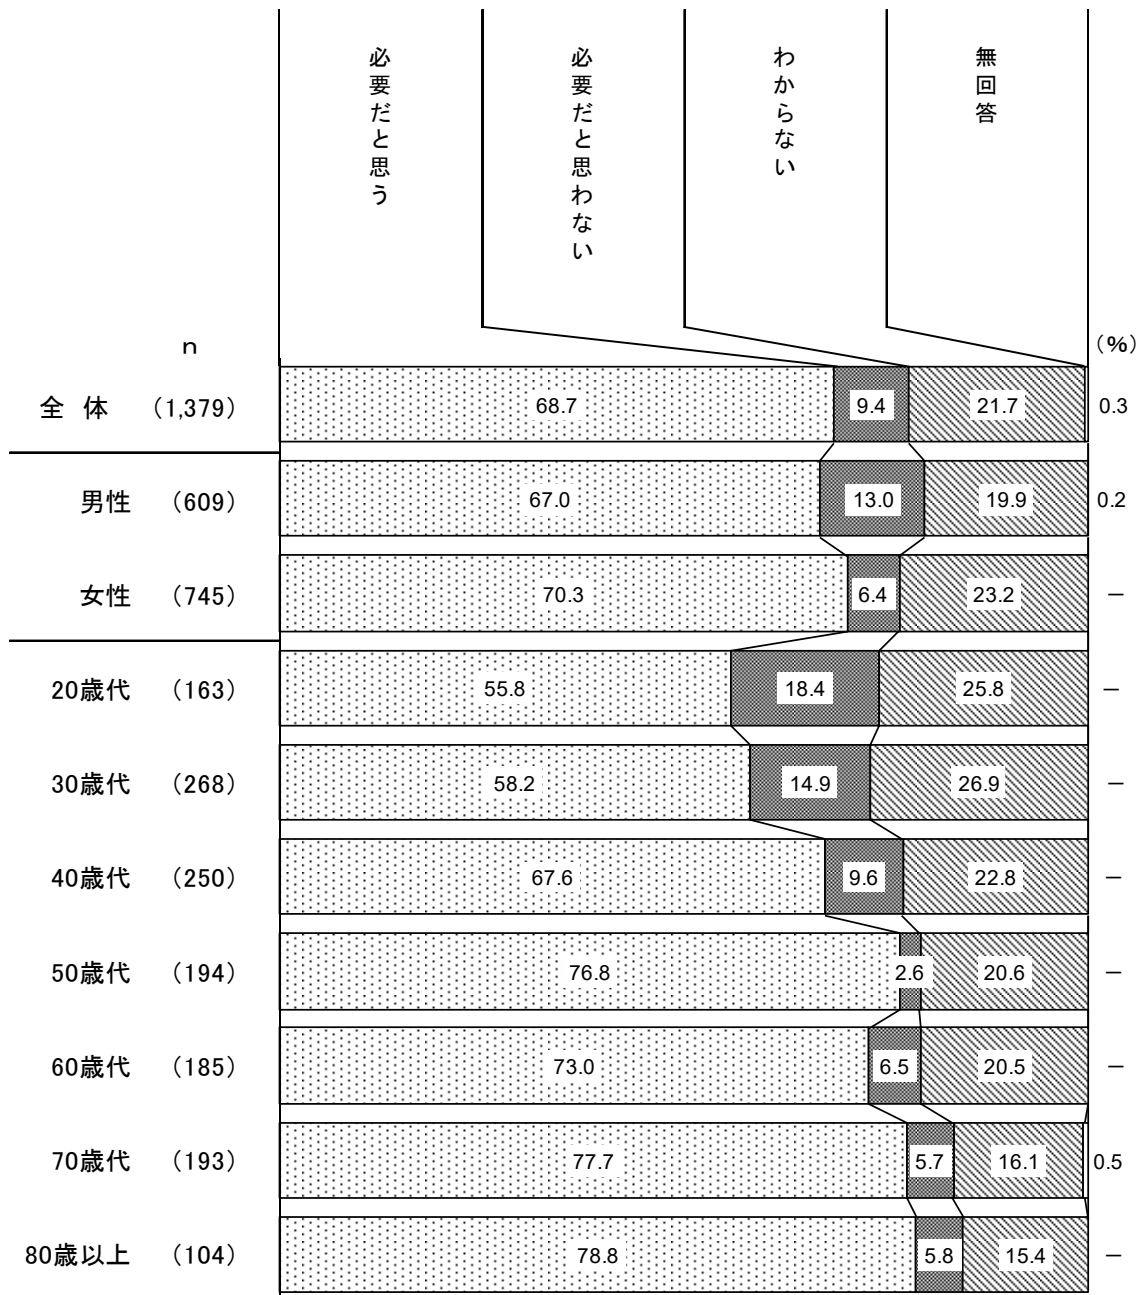 必要だと思う
必要だと思わない
わからない
無回答
n
(%)
全 体 (1,379) 68.7 9.4 21.7 0.3
男性 (609) 67.0 13.0 19.9 0.2
女性 (745) 70.3 6.4 23.2 －
20歳代 (163) 55.8 18.4 25.8 －
30歳代 (268) 58.2 14.9 26.9 －
40歳代 (250) 67.6 9.6 22.8 －
50歳代 (194) 76.8 2.6 20.6 －
60歳代 (185) 73.0 6.5 20.5 －
70歳代 (193) 77.7 5.7 16.1 0.5
80歳以上 (104) 78.8 5.8 15.4 －